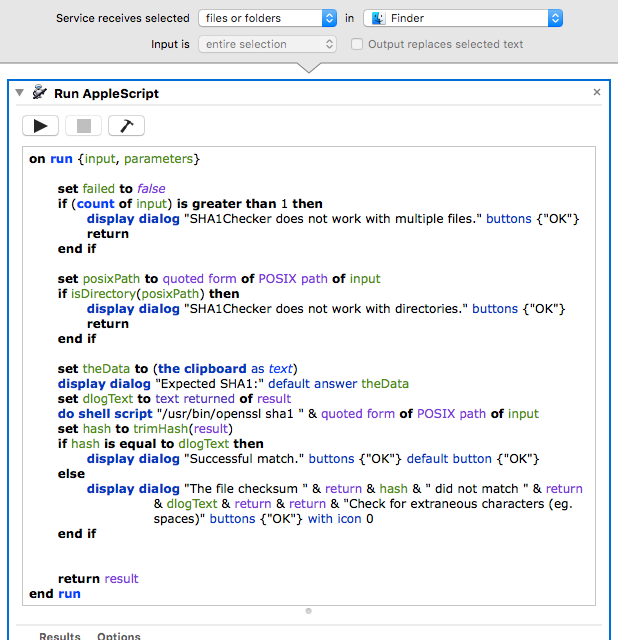 Service receives selected files or folders in Finder
Input is entire selection Output replaces selected text
Run AppleScript
on run {input, parameters}
set failed to false
if (count of input) is greater than 1 then
display dialog "SHA1Checker does not work with multiple files." buttons {"OK"}
return
end if
set posixPath to quoted form of POSIX path of input
if isDirectory(posixPath) then
display dialog "SHA1Checker does not work with directories." buttons {"OK"}
return
end if
set theData to (the clipboard as text)
display dialog "Expected SHA1:" default answer theData
set dlogText to text returned of result
do shell script "/usr/bin/openssl sha1 " & quoted form of POSIX path of input
set hash to trimHash(result)
if hash is equal to dlogText then
display dialog "Successful match." buttons {"OK"} default button {"OK"}
else
display dialog "The file checksum " & return & hash & " did not match " & return
& dlogText & return & return & "Check for extraneous characters (eg.
spaces)" buttons {"OK"} with icon 0
end if
return result
end run
Results Options